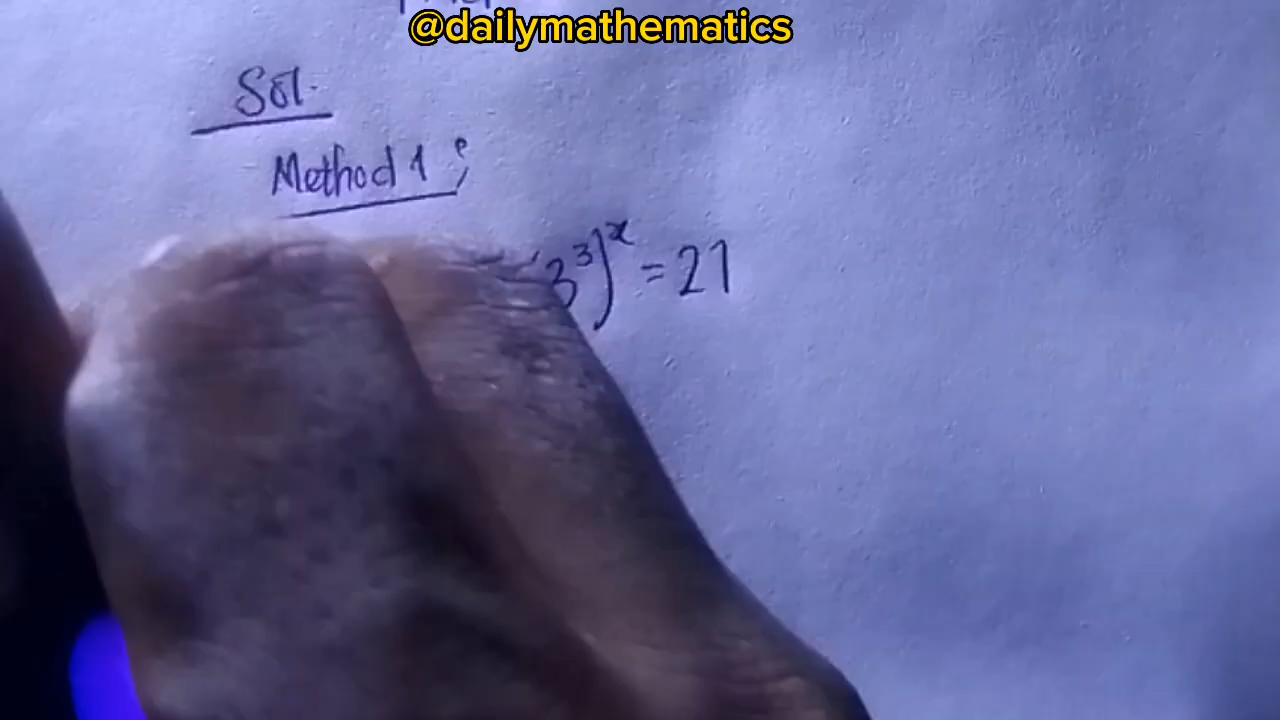 @dailymathematics
Sol.
Method 1 ;
3³)ˣ = 27